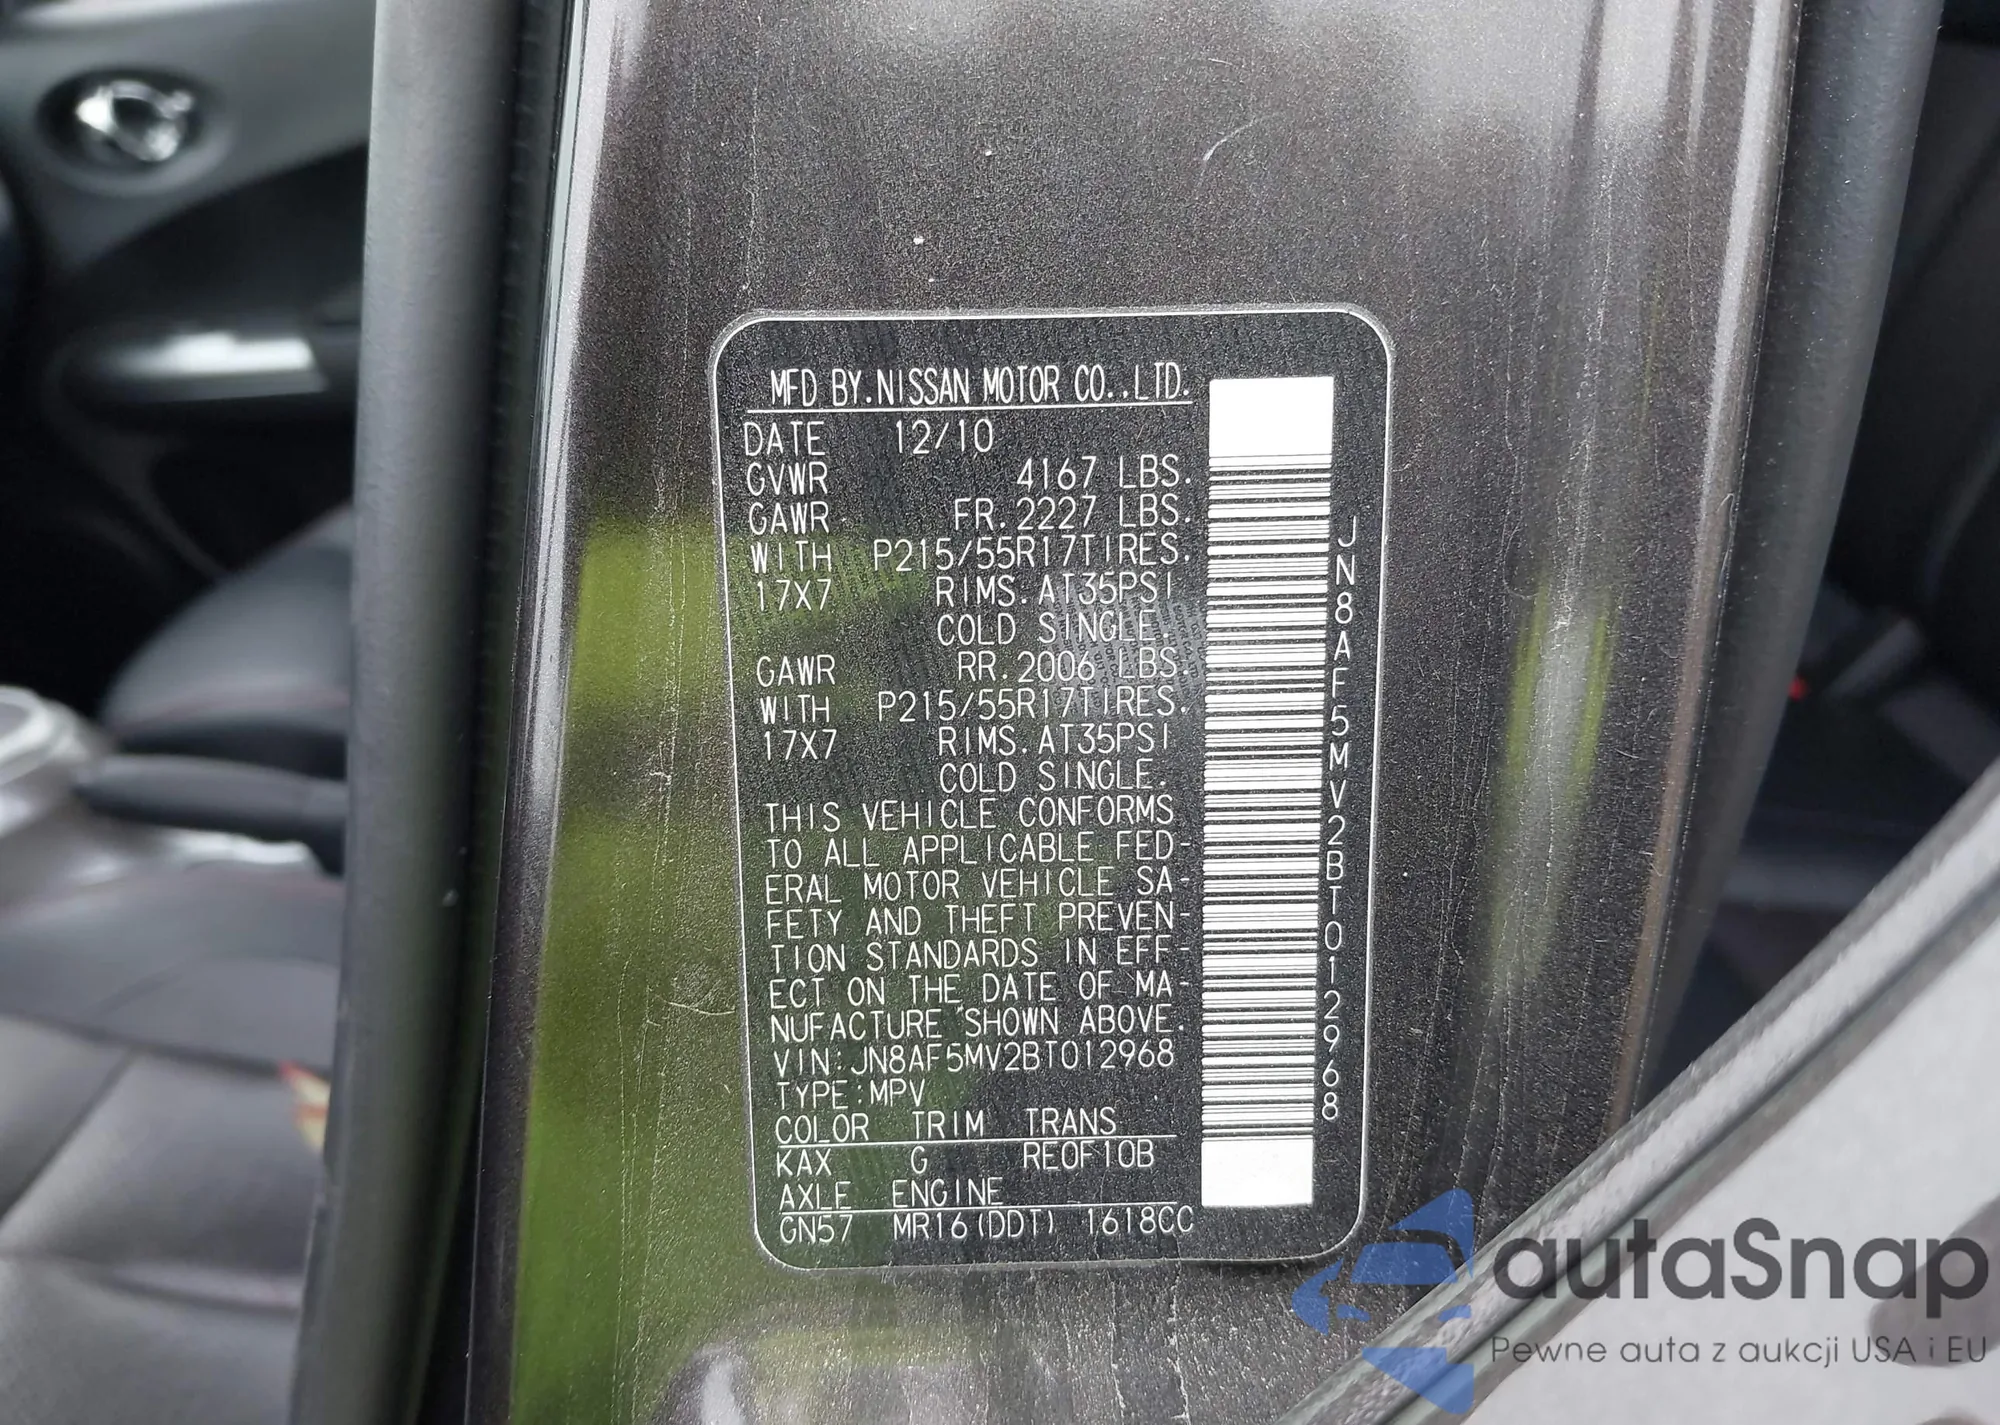 MFD BY.NISSAN MOTOR CO.,LTD.
DATE 12/10
GVWR 4167 LBS.
GAWR FR.2227 LBS.
WITH P215/55R17TIRES.
17X7 RIMS.AT35PSI
COLD SINGLE.
GAWR RR.2006 LBS.
WITH P215/55R17TIRES.
17X7 RIMS.AT35PSI
COLD SINGLE.
THIS VEHICLE CONFORMS
TO ALL APPLICABLE FED-
ERAL MOTOR VEHICLE SA-
FETY AND THEFT PREVEN-
TION STANDARDS IN EFF-
ECT ON THE DATE OF MA-
NUFACTURE SHOWN ABOVE.
VIN:JN8AF5MV2BT012968
TYPE:MPV
COLOR TRIM TRANS
KAX G RE0F10B
AXLE ENGINE
GN57 MR16(DDT) 1618CC
JN8AF5MV2BT012968
autaSnap
Pewne auta z aukcji USA i EU